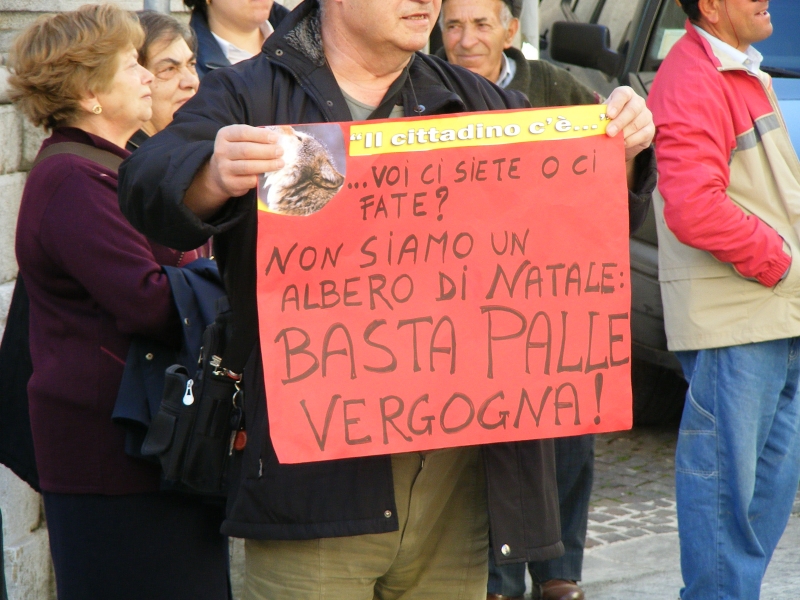 "Il cittadino c'è..."
...VOI CI SIETE O CI
FATE?
NON SIAMO UN
ALBERO DI NATALE:
BASTA PALLE
VERGOGNA!